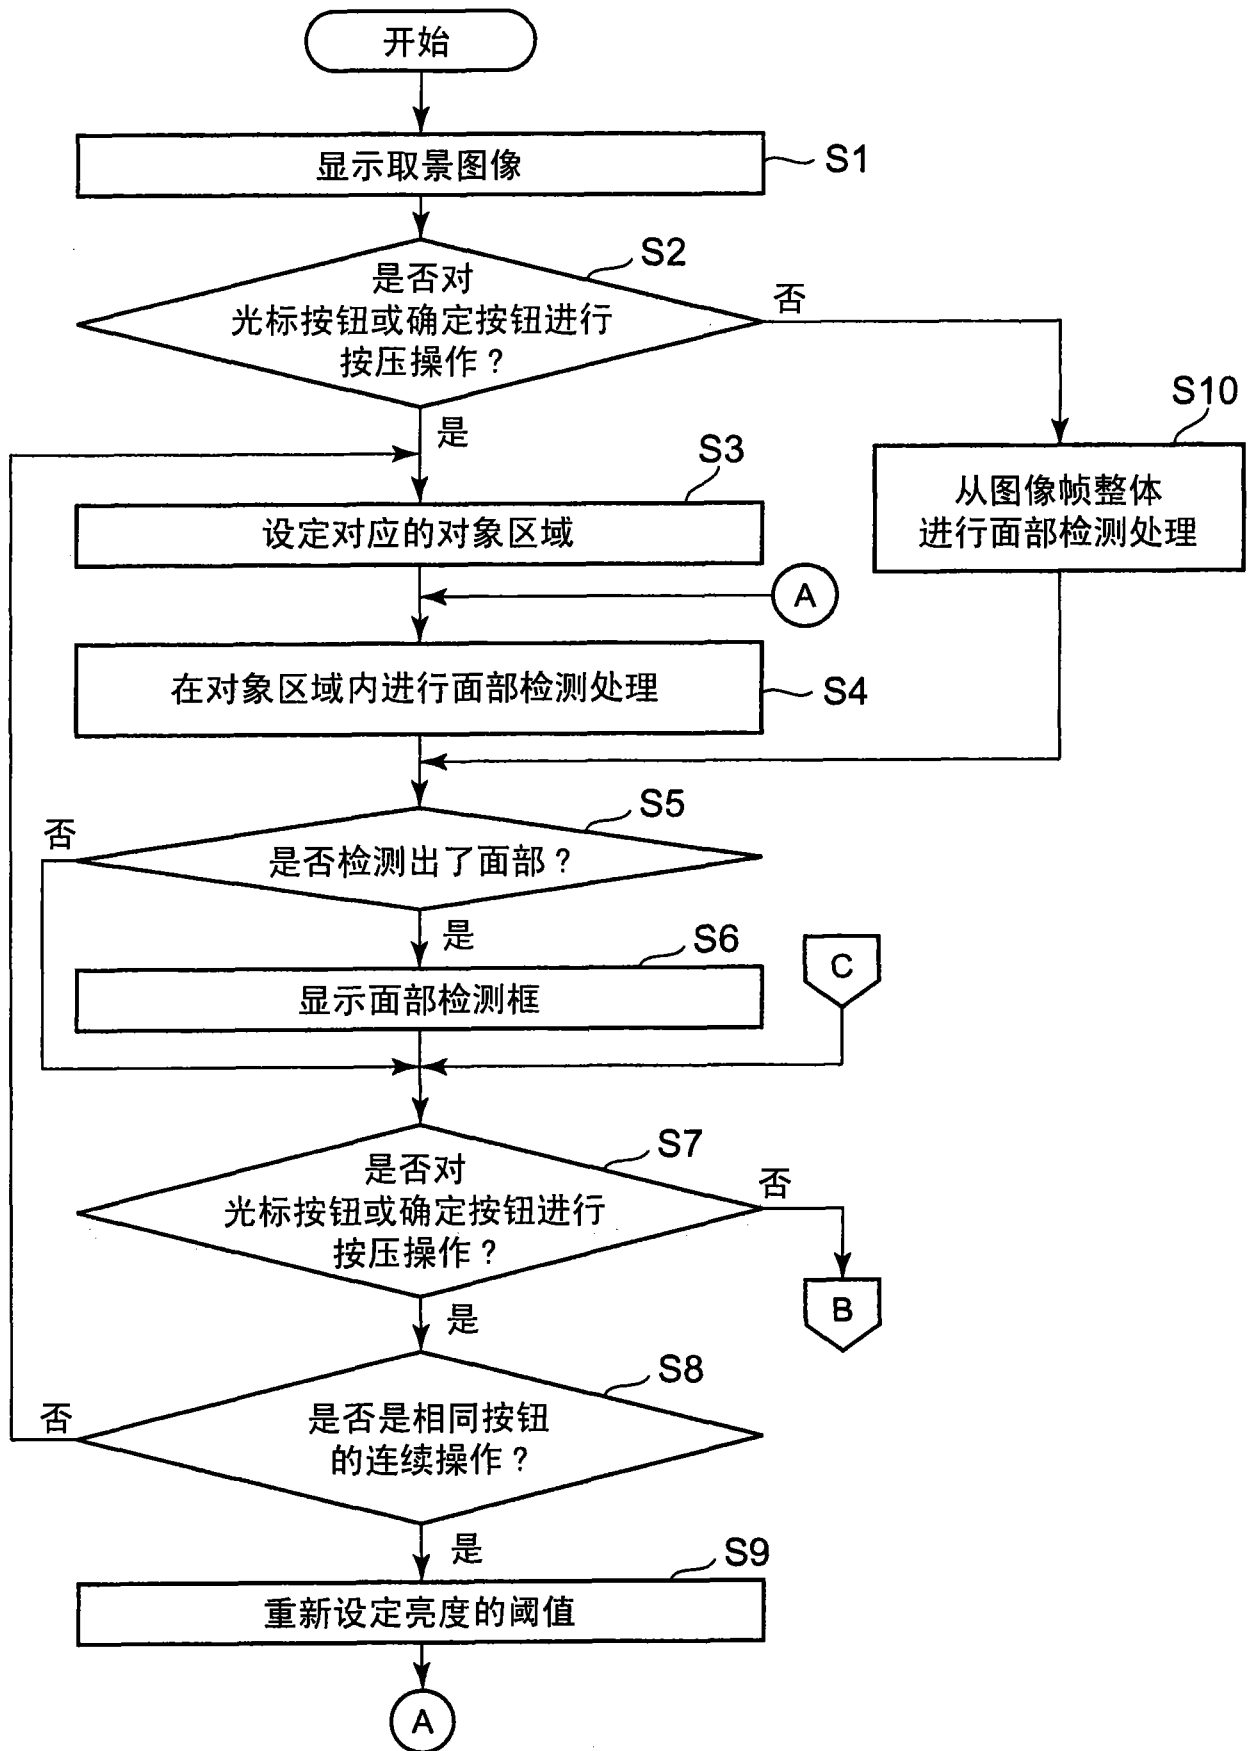 开始
显示取景图像
S1
S2
是否对
光标按钮或确定按钮进行
按压操作？
否
是
S10
从图像帧整体
进行面部检测处理
S3
设定对应的对象区域
A
在对象区域内进行面部检测处理
S4
S5
否
是否检测出了面部？
是
S6
显示面部检测框
C
S7
是否对
光标按钮或确定按钮进行
按压操作？
否
B
是
S8
否
是否是相同按钮
的连续操作？
是
S9
重新设定亮度的阈值
A